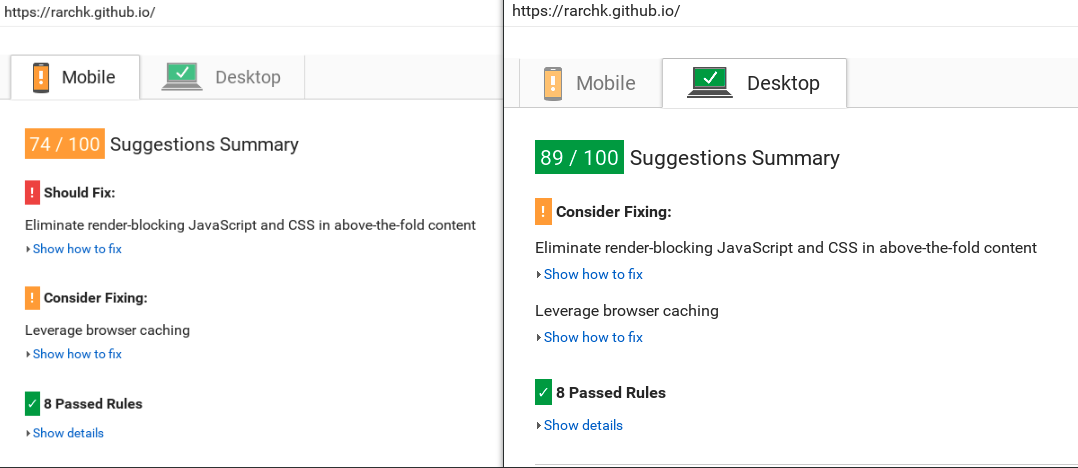 https://rarchk.github.io/
Mobile
Desktop
74 / 100 Suggestions Summary
! Should Fix:
Eliminate render-blocking JavaScript and CSS in above-the-fold content
Show how to fix
! Consider Fixing:
Leverage browser caching
Show how to fix
✓ 8 Passed Rules
Show details
https://rarchk.github.io/
Mobile
Desktop
89 / 100 Suggestions Summary
! Consider Fixing:
Eliminate render-blocking JavaScript and CSS in above-the-fold content
Show how to fix
Leverage browser caching
Show how to fix
✓ 8 Passed Rules
Show details